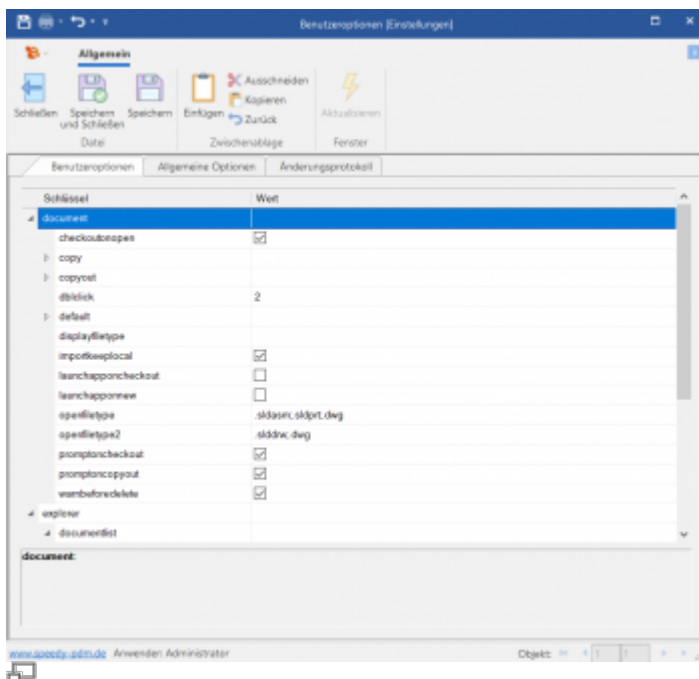 Benutzeroptionen [Einstellungen]
Allgemein
Schließen
Speichern und Schließen
Speichern
Einfügen
Ausschneiden
Kopieren
Zurück
Aktualisieren
Datei
Zwischenablage
Fenster
Benutzeroptionen Allgemeine Optionen Änderungsprotokoll
Schlüssel Wert
document
checkoutonopen
copy
copyout
dblclick 2
default
displayfiletype
importkeeplocal
launchapponcheckout
launchapponnew
openfiletype .sldasm;.sldprt;.dwg
openfiletype2 .slddrw;.dwg
promptoncheckout
promptoncopyout
warnbeforedelete
explorer
documentlist
document:
www.speedy-pdm.de Anwender: Administrator Objekt: 1 1